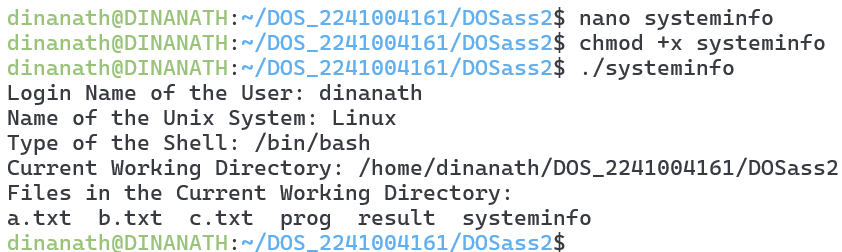 dinanath@DINANATH:~/DOS_2241004161/DOSass2$ nano systeminfo
dinanath@DINANATH:~/DOS_2241004161/DOSass2$ chmod +x systeminfo
dinanath@DINANATH:~/DOS_2241004161/DOSass2$ ./systeminfo
Login Name of the User: dinanath
Name of the Unix System: Linux
Type of the Shell: /bin/bash
Current Working Directory: /home/dinanath/DOS_2241004161/DOSass2
Files in the Current Working Directory:
a.txt  b.txt  c.txt  prog  result  systeminfo
dinanath@DINANATH:~/DOS_2241004161/DOSass2$